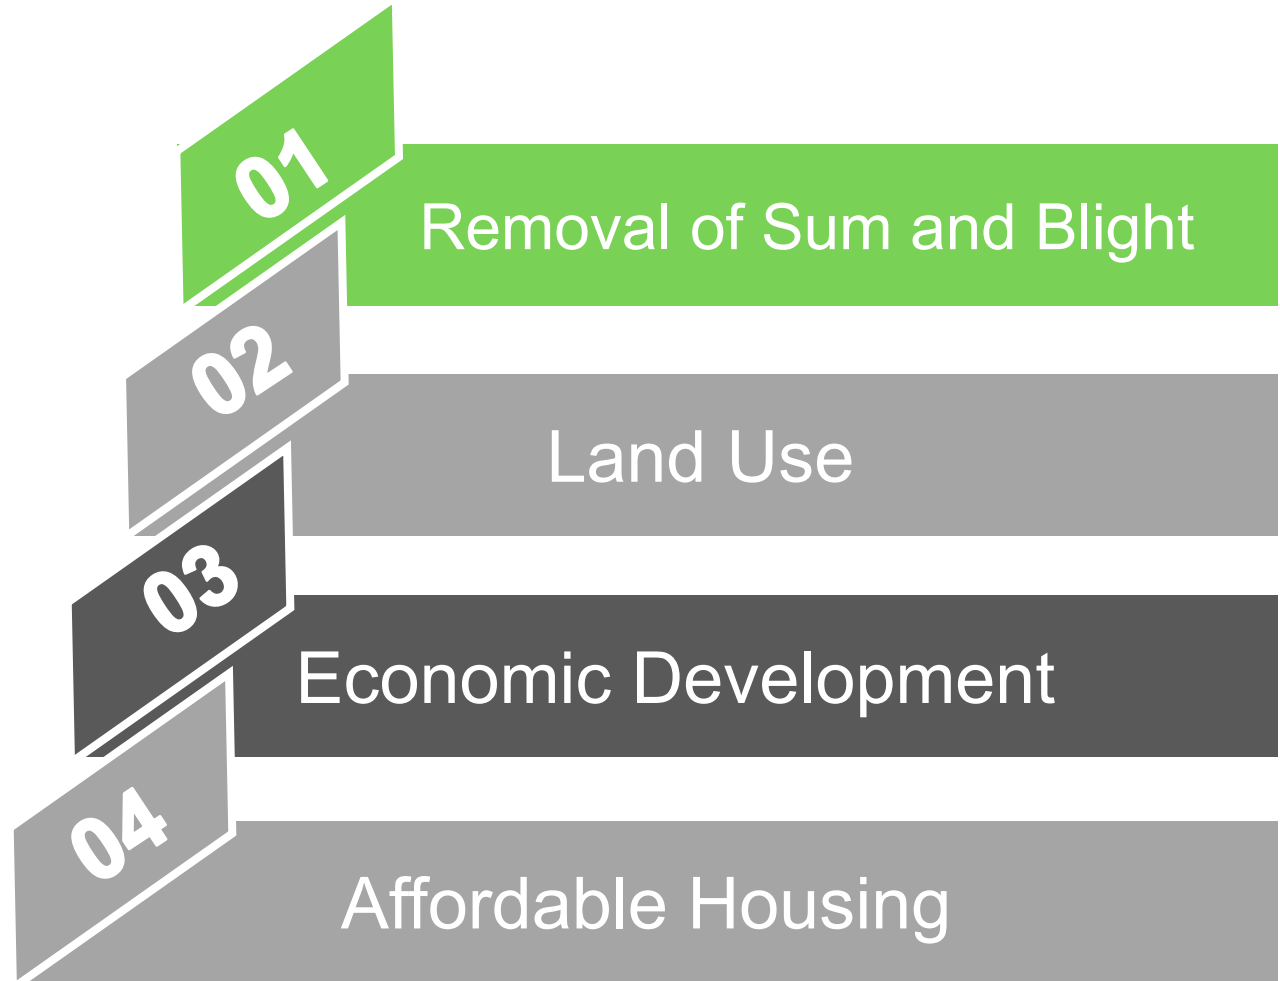 01
Removal of Sum and Blight
02
Land Use
03
Economic Development
04
Affordable Housing